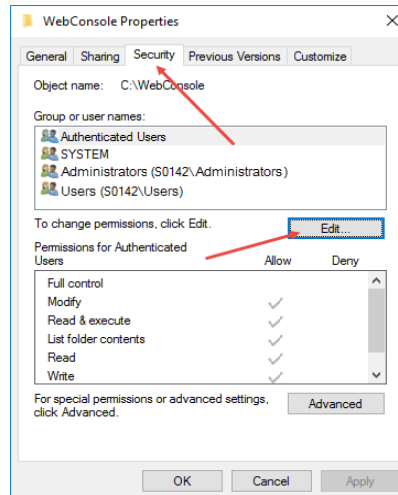 WebConsole Properties
General Sharing Security Previous Versions Customize
Object name: C:\WebConsole
Group or user names:
Authenticated Users
SYSTEM
Administrators (S0142\Administrators)
Users (S0142\Users)
To change permissions, click Edit.
Edit...
Permissions for Authenticated
Users Allow Deny
Full control
Modify
Read & execute
List folder contents
Read
Write
For special permissions or advanced settings,
click Advanced.
Advanced
OK Cancel Apply